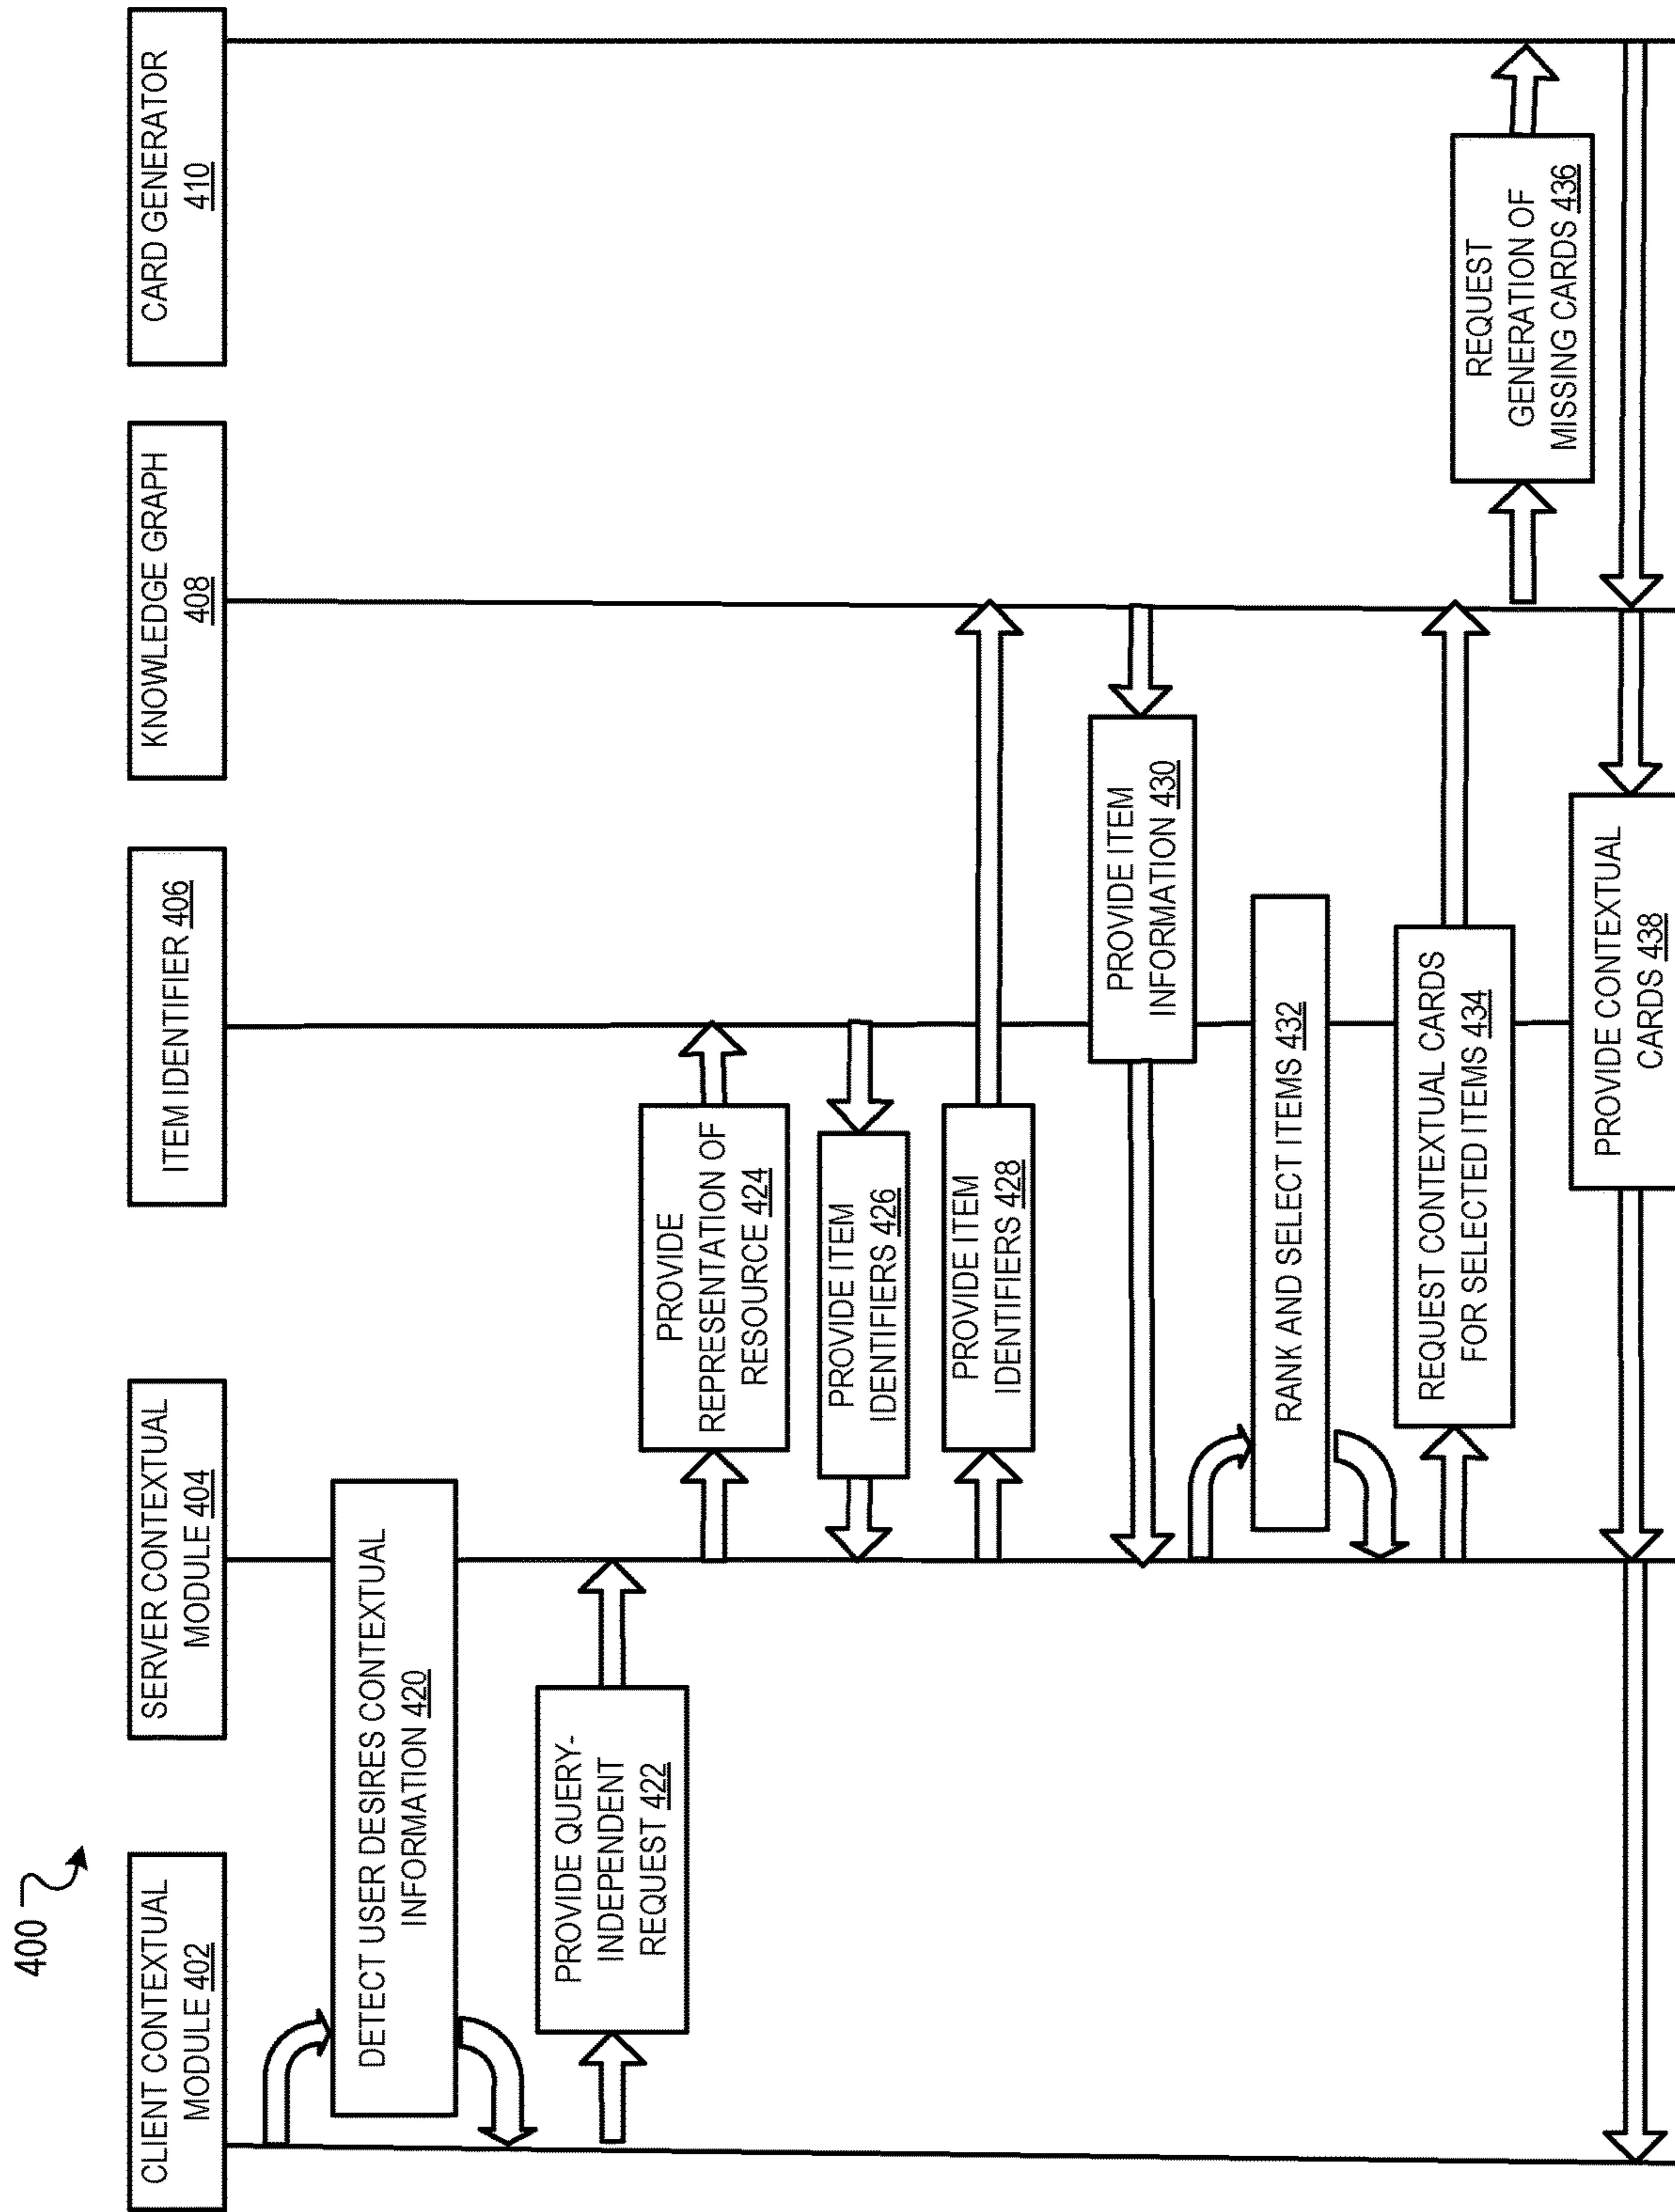 400
CLIENT CONTEXTUAL
MODULE 402
SERVER CONTEXTUAL
MODULE 404
ITEM IDENTIFIER 406
KNOWLEDGE GRAPH
408
CARD GENERATOR
410
DETECT USER DESIRES CONTEXTUAL
INFORMATION 420
PROVIDE QUERY-
INDEPENDENT
REQUEST 422
PROVIDE
REPRESENTATION OF
RESOURCE 424
PROVIDE ITEM
IDENTIFIERS 426
PROVIDE ITEM
IDENTIFIERS 428
PROVIDE ITEM
INFORMATION 430
RANK AND SELECT ITEMS 432
REQUEST CONTEXTUAL CARDS
FOR SELECTED ITEMS 434
REQUEST
GENERATION OF
MISSING CARDS 436
PROVIDE CONTEXTUAL
CARDS 438